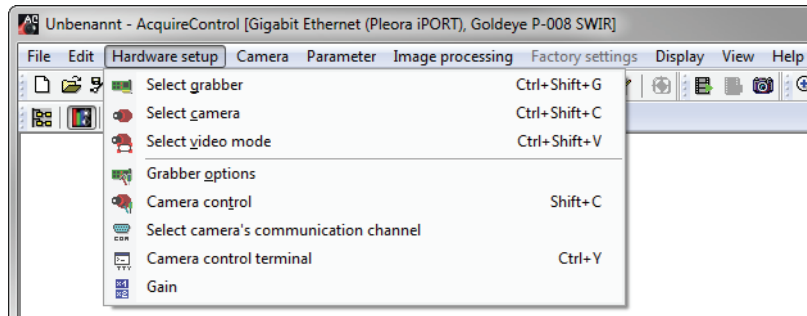 Unbenannt - AcquireControl [Gigabit Ethernet (Pleora iPORT), Goldeye P-008 SWIR]
File Edit Hardware setup Camera Parameter Image processing Factory settings Display View Help
Select grabber Ctrl+Shift+G
Select camera Ctrl+Shift+C
Select video mode Ctrl+Shift+V
Grabber options
Camera control Shift+C
Select camera's communication channel
Camera control terminal Ctrl+Y
Gain